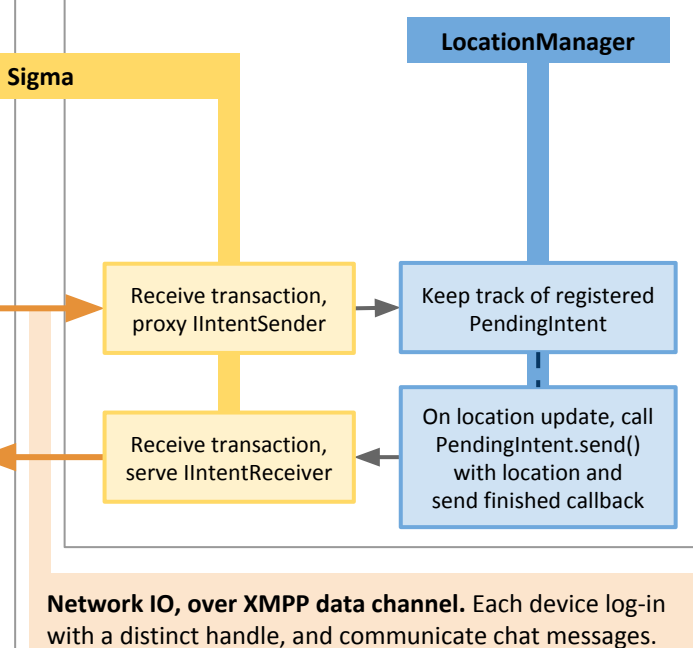 LocationManager
Sigma
Receive transaction,
proxy IIntentSender
Keep track of registered
PendingIntent
On location update, call
PendingIntent.send()
with location and
send finished callback
Receive transaction,
serve IIntentReceiver
Network IO, over XMPP data channel. Each device log-in
with a distinct handle, and communicate chat messages.